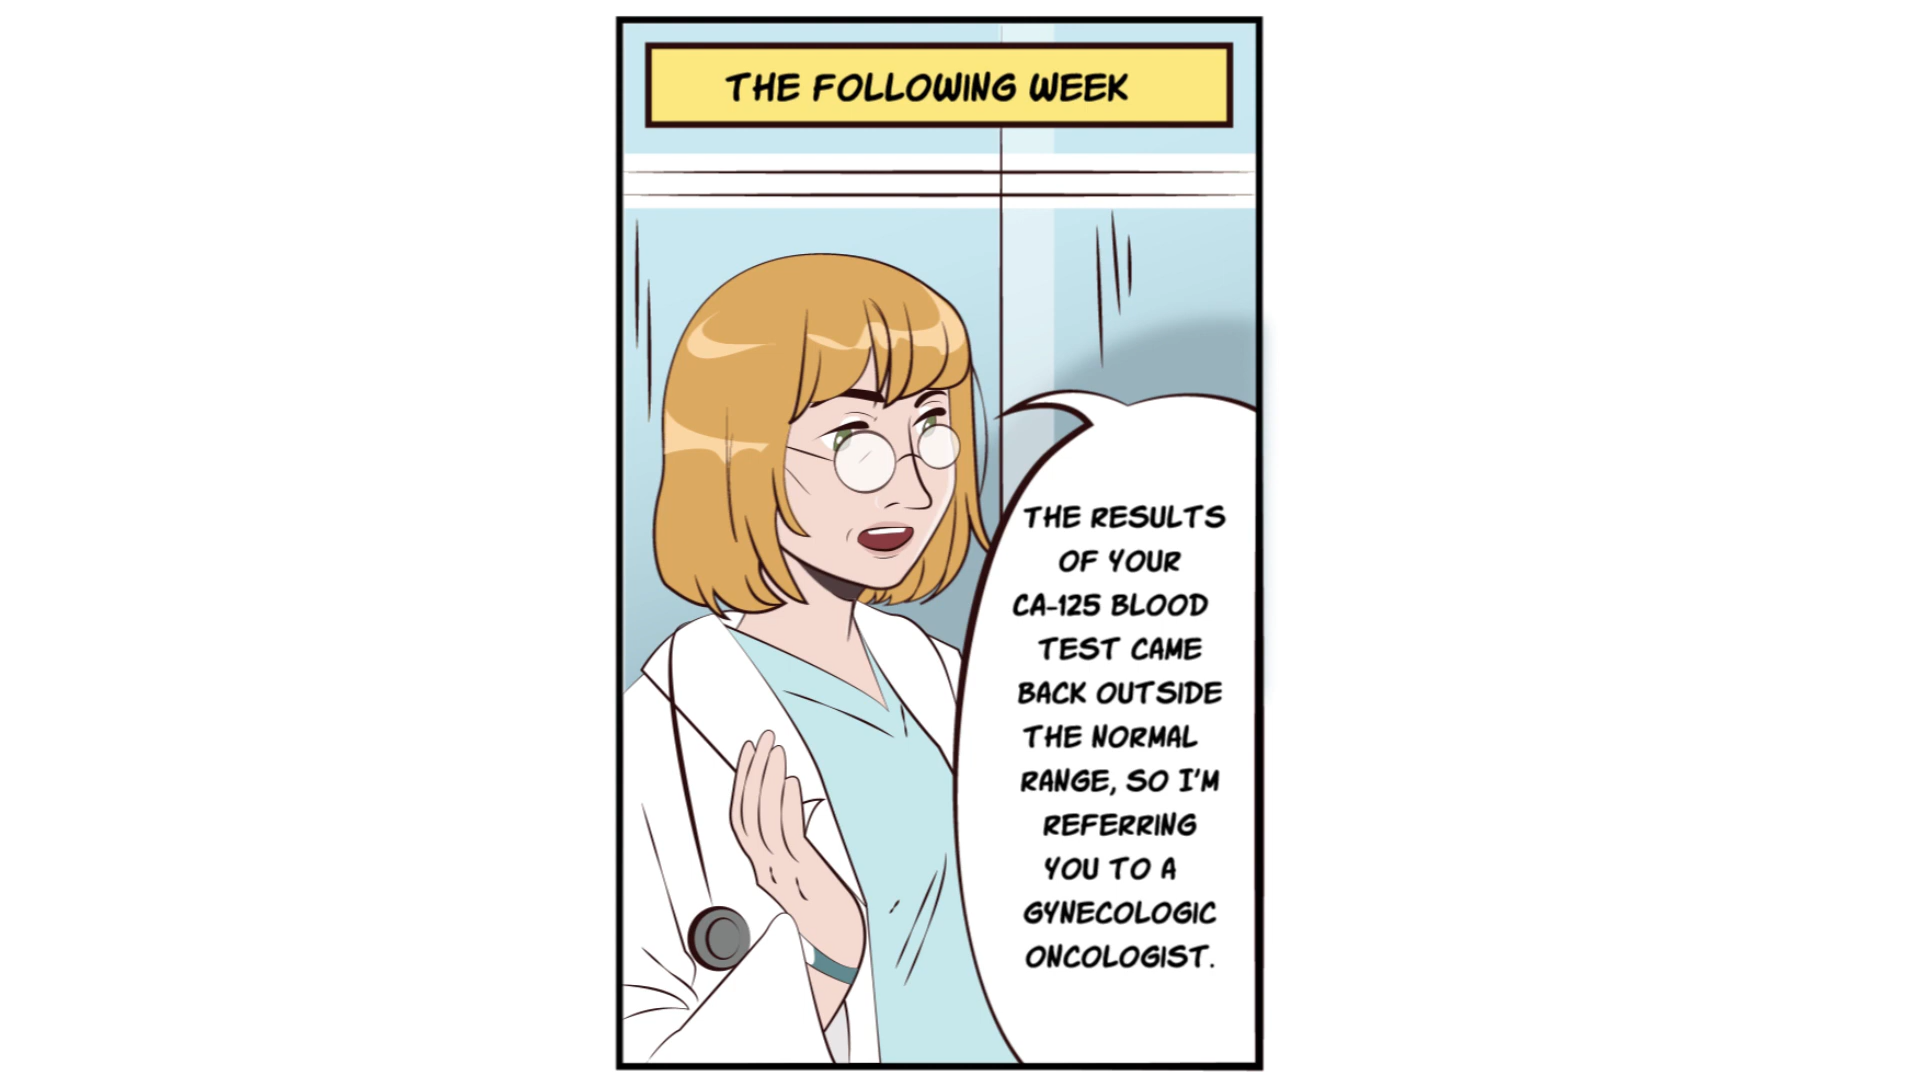 THE FOLLOWING WEEK
THE RESULTS
OF YOUR
CA-125 BLOOD
TEST CAME
BACK OUTSIDE
THE NORMAL
RANGE, SO I'M
REFERRING
YOU TO A
GYNECOLOGIC
ONCOLOGIST.